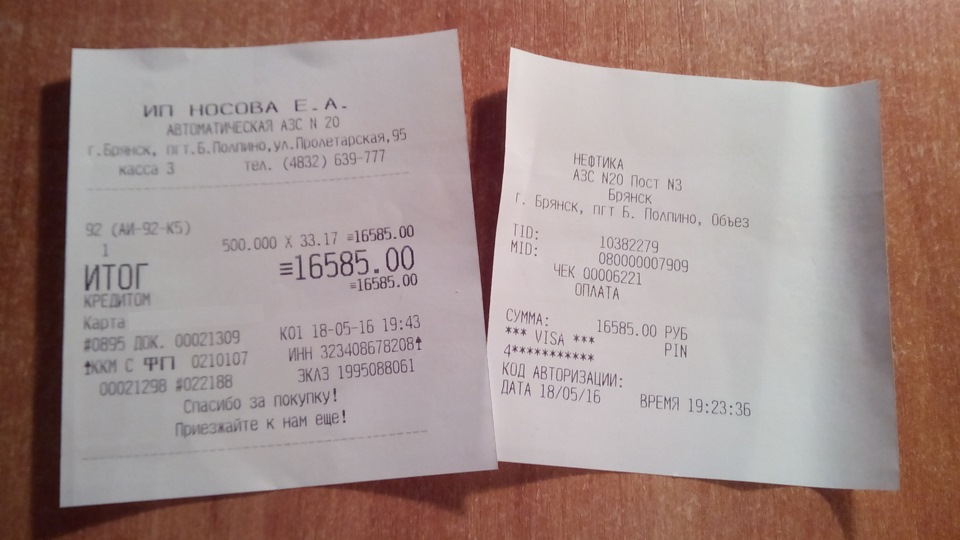 ИП НОСОВА Е.А.
АВТОМАТИЧЕСКАЯ АЗС N 20
г.Брянск, пгт.Б.Полпино,ул.Пролетарская,95
касса 3 тел. (4832) 639-777
92 (АИ-92-К5)
500.000 X 33.17 ≡16585.00
1
ИТОГ ≡16585.00
КРЕДИТОМ ≡16585.00
Карта
#0895 ДОК. 00021309 К01 18-05-16 19:43
ККМ С ФП 0210107 ИНН 323408678208
00021298 #022188 ЭКЛЗ 1995088061
Спасибо за покупку!
Приезжайте к нам еще!
НЕФТИКА
АЗС N20 Пост N3
Брянск
г. Брянск, пгт Б. Полпино, Объез
TID: 10382279
MID: 080000007909
ЧЕК 00006221
ОПЛАТА
СУММА: 16585.00 РУБ
*** VISA *** PIN
4***********
КОД АВТОРИЗАЦИИ:
ДАТА 18/05/16 ВРЕМЯ 19:23:36